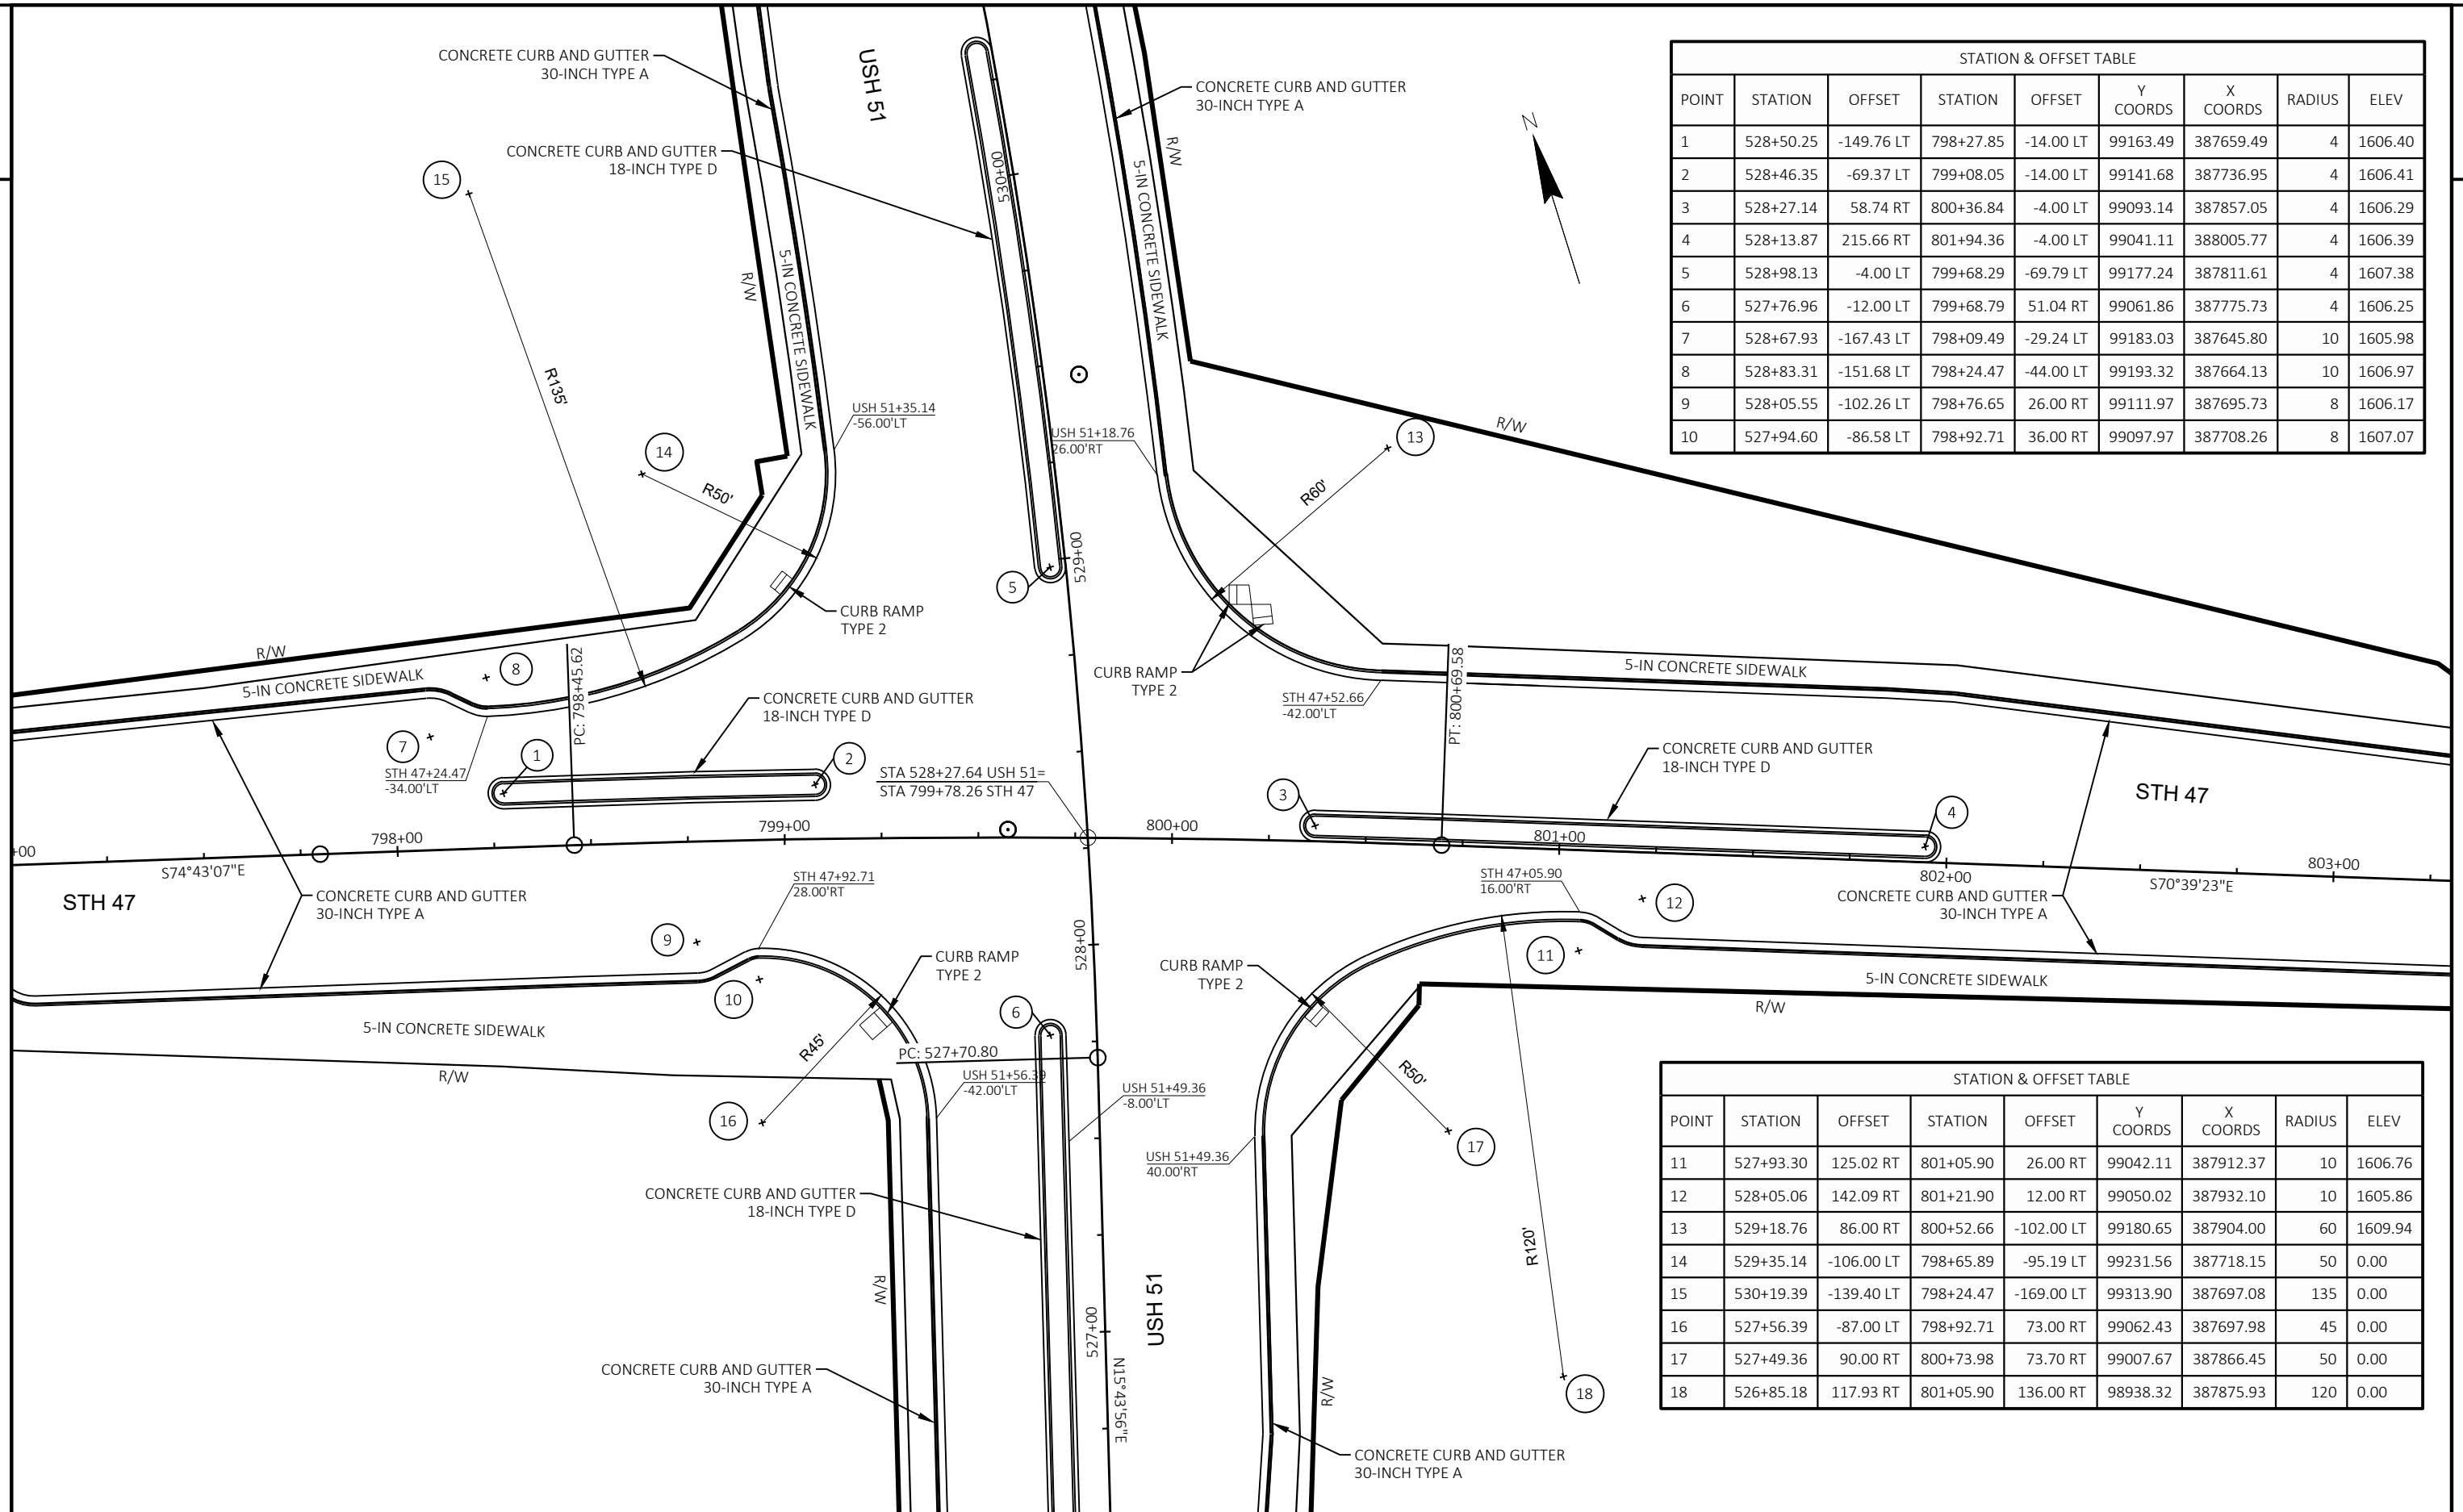 CONCRETE CURB AND GUTTER
30-INCH TYPE A
USH 51
CONCRETE CURB AND GUTTER
30-INCH TYPE A
CONCRETE CURB AND GUTTER
18-INCH TYPE D
530+00
R/W
N
15
5-IN CONCRETE SIDEWALK
5-IN CONCRETE SIDEWALK
R/W
R135'
USH 51+35.14
-56.00'LT
USH 51+18.76
26.00'RT
13
R/W
14
R50'
R60'
529+00
5
CURB RAMP
TYPE 2
R/W
8
5-IN CONCRETE SIDEWALK
PC: 798+45.62
CURB RAMP
TYPE 2
5-IN CONCRETE SIDEWALK
STH 47+52.66
-42.00'LT
PT: 800+69.58
CONCRETE CURB AND GUTTER
18-INCH TYPE D
7
1
2
STH 47+24.47
-34.00'LT
STA 528+27.64 USH 51=
STA 799+78.26 STH 47
CONCRETE CURB AND GUTTER
18-INCH TYPE D
STH 47
3
4
+00
798+00
799+00
800+00
801+00
802+00
803+00
S74°43'07"E
S70°39'23"E
STH 47
CONCRETE CURB AND GUTTER
30-INCH TYPE A
STH 47+92.71
28.00'RT
STH 47+05.90
16.00'RT
CONCRETE CURB AND GUTTER
30-INCH TYPE A
12
9
528+00
11
CURB RAMP
TYPE 2
CURB RAMP
TYPE 2
5-IN CONCRETE SIDEWALK
10
6
R/W
5-IN CONCRETE SIDEWALK
R45'
PC: 527+70.80
R/W
USH 51+56.39
-42.00'LT
USH 51+49.36
-8.00'LT
R50'
16
17
USH 51+49.36
40.00'RT
CONCRETE CURB AND GUTTER
18-INCH TYPE D
R120'
R/W
USH 51
527+00
N15°43'56"E
CONCRETE CURB AND GUTTER
30-INCH TYPE A
R/W
18
CONCRETE CURB AND GUTTER
30-INCH TYPE A
STATION & OFFSET TABLE
POINT STATION OFFSET STATION OFFSET Y COORDS X COORDS RADIUS ELEV
1 528+50.25 -149.76 LT 798+27.85 -14.00 LT 99163.49 387659.49 4 1606.40
2 528+46.35 -69.37 LT 799+08.05 -14.00 LT 99141.68 387736.95 4 1606.41
3 528+27.14 58.74 RT 800+36.84 -4.00 LT 99093.14 387857.05 4 1606.29
4 528+13.87 215.66 RT 801+94.36 -4.00 LT 99041.11 388005.77 4 1606.39
5 528+98.13 -4.00 LT 799+68.29 -69.79 LT 99177.24 387811.61 4 1607.38
6 527+76.96 -12.00 LT 799+68.79 51.04 RT 99061.86 387775.73 4 1606.25
7 528+67.93 -167.43 LT 798+09.49 -29.24 LT 99183.03 387645.80 10 1605.98
8 528+83.31 -151.68 LT 798+24.47 -44.00 LT 99193.32 387664.13 10 1606.97
9 528+05.55 -102.26 LT 798+76.65 26.00 RT 99111.97 387695.73 8 1606.17
10 527+94.60 -86.58 LT 798+92.71 36.00 RT 99097.97 387708.26 8 1607.07
STATION & OFFSET TABLE
POINT STATION OFFSET STATION OFFSET Y COORDS X COORDS RADIUS ELEV
11 527+93.30 125.02 RT 801+05.90 26.00 RT 99042.11 387912.37 10 1606.76
12 528+05.06 142.09 RT 801+21.90 12.00 RT 99050.02 387932.10 10 1605.86
13 529+18.76 86.00 RT 800+52.66 -102.00 LT 99180.65 387904.00 60 1609.94
14 529+35.14 -106.00 LT 798+65.89 -95.19 LT 99231.56 387718.15 50 0.00
15 530+19.39 -139.40 LT 798+24.47 -169.00 LT 99313.90 387697.08 135 0.00
16 527+56.39 -87.00 LT 798+92.71 73.00 RT 99062.43 387697.98 45 0.00
17 527+49.36 90.00 RT 800+73.98 73.70 RT 99007.67 387866.45 50 0.00
18 526+85.18 117.93 RT 801+05.90 136.00 RT 98938.32 387875.93 120 0.00